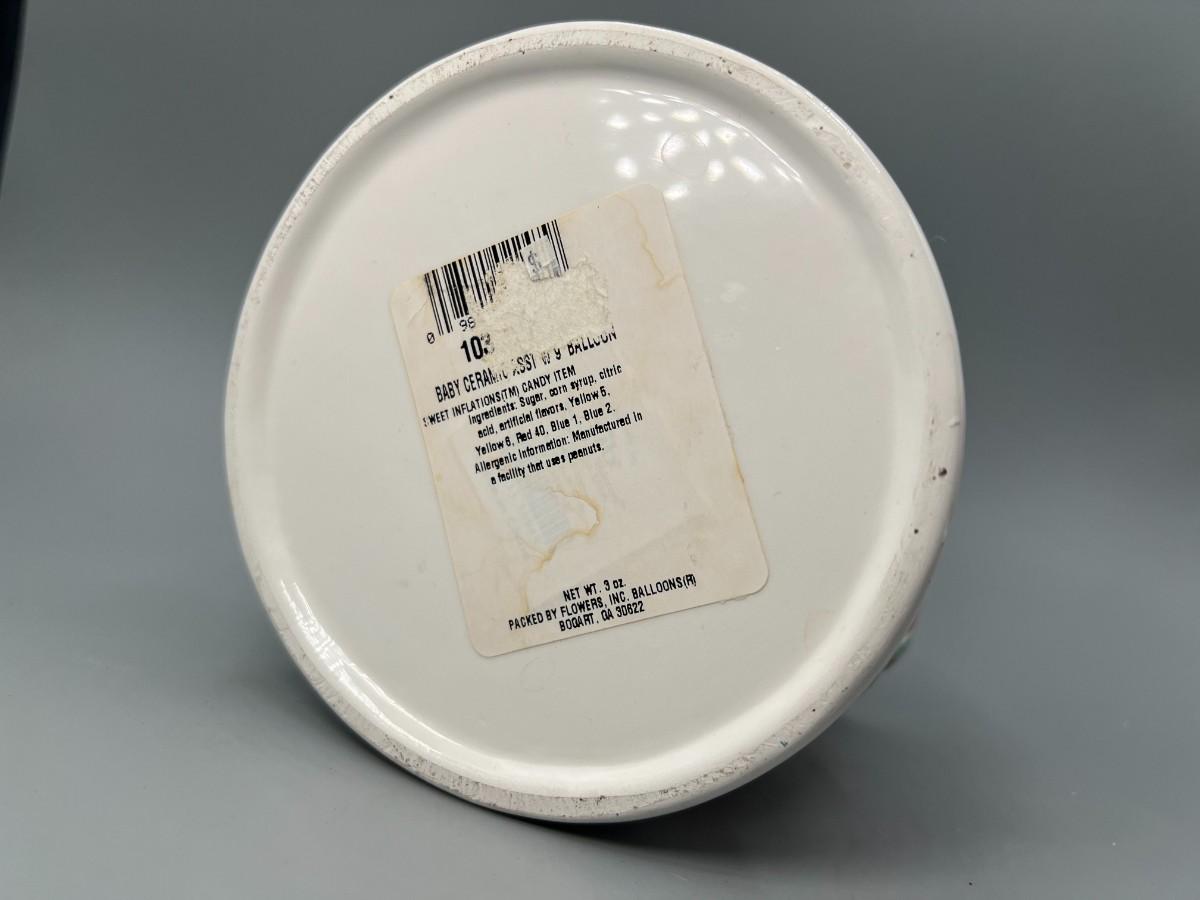 $
0 98
103
BABY CERAMIC ASST W 9" BALLOON
SWEET INFLATIONS(TM) CANDY ITEM
Ingredients: Sugar, corn syrup, citric
acid, artificial flavors, Yellow 5,
Yellow 6, Red 40, Blue 1, Blue 2.
Allergenic Information: Manufactured in
a facility that uses peanuts.
NET WT. 3 oz.
PACKED BY FLOWERS, INC. BALLOONS(R)
BOGART, GA 30622